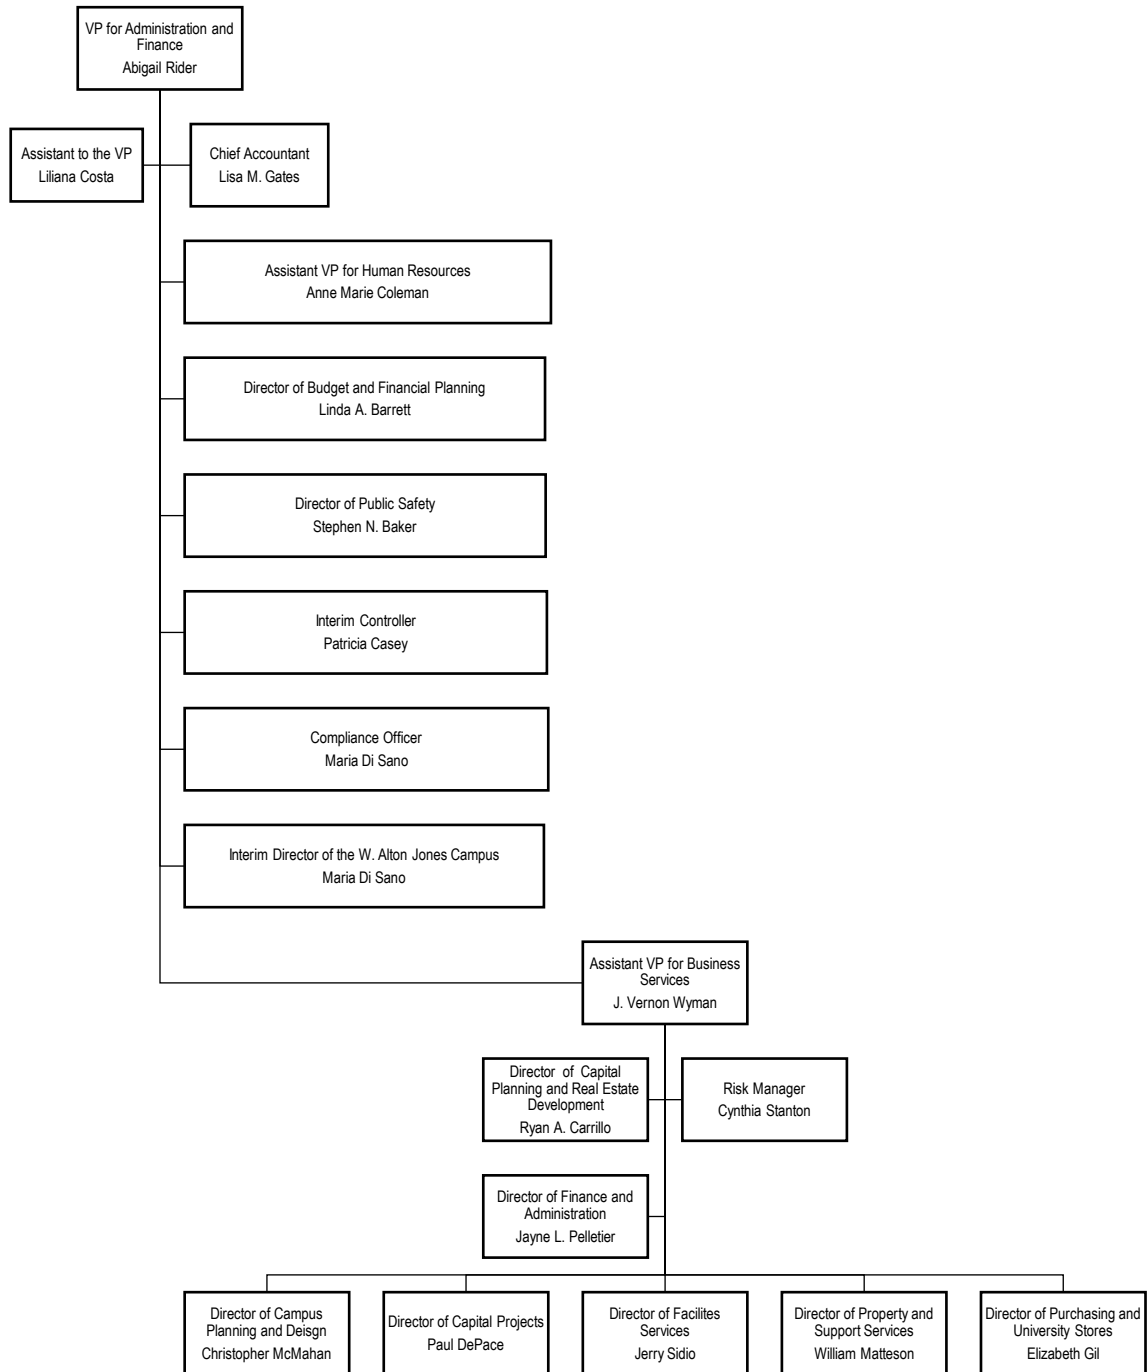 VP for Administration and
Finance
Abigail Rider
Assistant to the VP
Liliana Costa
Chief Accountant
Lisa M. Gates
Assistant VP for Human Resources
Anne Marie Coleman
Director of Budget and Financial Planning
Linda A. Barrett
Director of Public Safety
Stephen N. Baker
Interim Controller
Patricia Casey
Compliance Officer
Maria Di Sano
Interim Director of the W. Alton Jones Campus
Maria Di Sano
Assistant VP for Business
Services
J. Vernon Wyman
Director of Capital
Planning and Real Estate
Development
Ryan A. Carrillo
Risk Manager
Cynthia Stanton
Director of Finance and
Administration
Jayne L. Pelletier
Director of Campus
Planning and Deisgn
Christopher McMahan
Director of Capital Projects
Paul DePace
Director of Facilites
Services
Jerry Sidio
Director of Property and
Support Services
William Matteson
Director of Purchasing and
University Stores
Elizabeth Gil